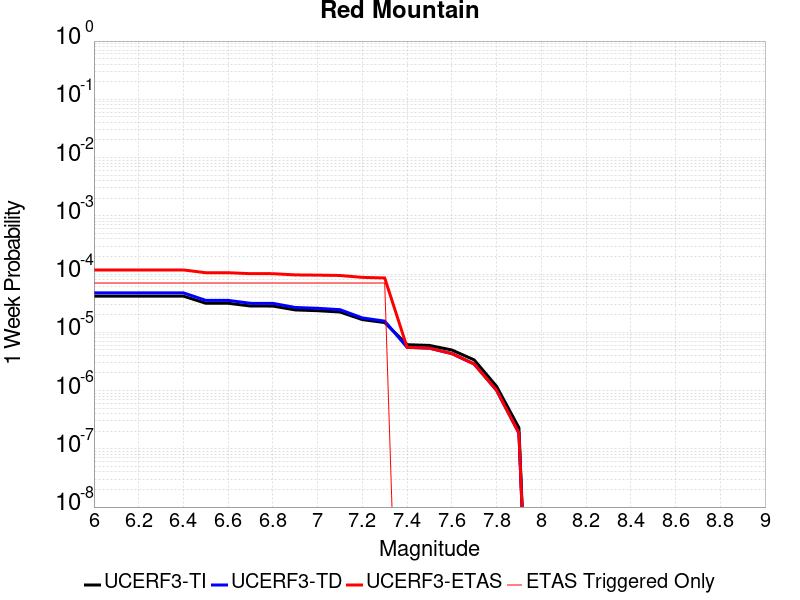 Red Mountain
10^0
10^-1
10^-2
10^-3
10^-4
10^-5
10^-6
10^-7
10^-8
1 Week Probability
6 6.2 6.4 6.6 6.8 7 7.2 7.4 7.6 7.8 8 8.2 8.4 8.6 8.8 9
Magnitude
UCERF3-TI UCERF3-TD UCERF3-ETAS ETAS Triggered Only